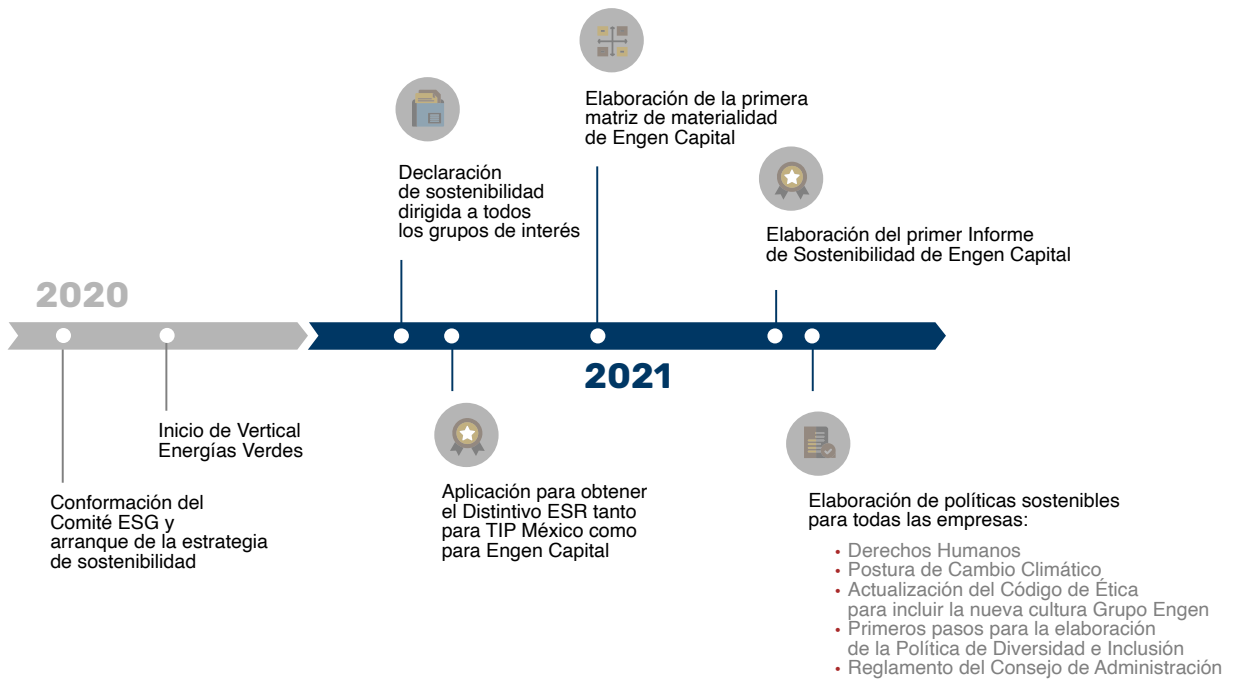 2020
Conformación del
Comité ESG y
arranque de la estrategia
de sostenibilidad
Inicio de Vertical
Energías Verdes
2021
Declaración
de sostenibilidad
dirigida a todos
los grupos de interés
Aplicación para obtener
el Distintivo ESR tanto
para TIP México como
para Engen Capital
Elaboración de la primera
matriz de materialidad
de Engen Capital
Elaboración del primer Informe
de Sostenibilidad de Engen Capital
Elaboración de políticas sostenibles
para todas las empresas:
• Derechos Humanos
• Postura de Cambio Climático
• Actualización del Código de Ética
para incluir la nueva cultura Grupo Engen
• Primeros pasos para la elaboración
de la Política de Diversidad e Inclusión
• Reglamento del Consejo de Administración